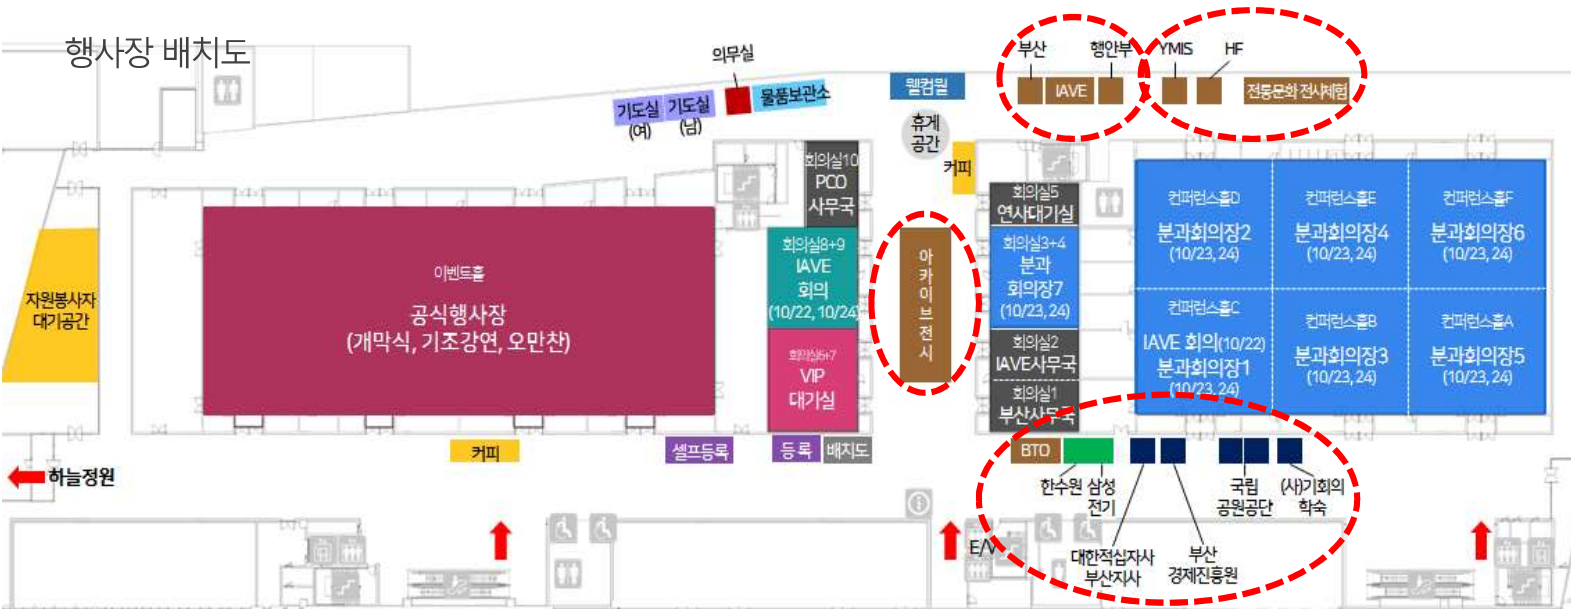 행사장 배치도
의무실
부산
행안부
YMIS
HF
기도실
(여)
기도실
(남)
물품보관소
웰컴월
IAVE
전통문화 전시체험
휴게
공간
커피
회의실10
PCO
사무국
회의실5
연사대기실
컨퍼런스홀D
분과회의장2
(10/23, 24)
컨퍼런스홀E
분과회의장4
(10/23, 24)
컨퍼런스홀F
분과회의장6
(10/23, 24)
자원봉사자
대기공간
이벤트홀
공식행사장
(개막식, 기조강연, 오만찬)
회의실8+9
IAVE
회의
(10/22, 10/24)
아카이브전시
회의실3+4
분과
회의장7
(10/23, 24)
컨퍼런스홀C
IAVE 회의(10/22)
분과회의장1
(10/23, 24)
컨퍼런스홀B
분과회의장3
(10/23, 24)
컨퍼런스홀A
분과회의장5
(10/23, 24)
회의실6+7
VIP
대기실
회의실2
IAVE사무국
회의실1
부산사무국
하늘정원
커피
셀프등록
등록
배치도
BTO
한수원
삼성
전기
국립
공원공단
(사)기회의
학숙
대한적십자사
부산지사
부산
경제진흥원
E/V